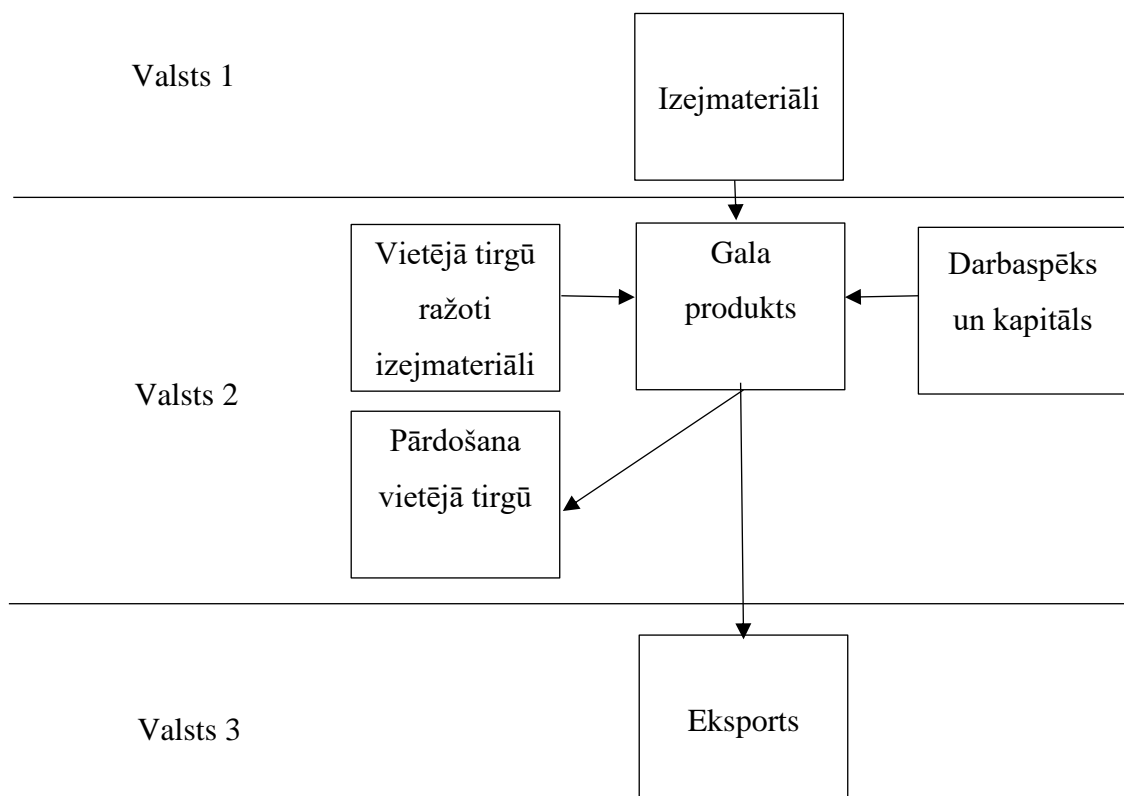 Valsts 1
Izejmateriāli
Vietējā tirgū
ražoti
izejmateriāli
Gala
produkts
Darbaspēks
un kapitāls
Valsts 2
Pārdošana
vietējā tirgū
Valsts 3
Eksports